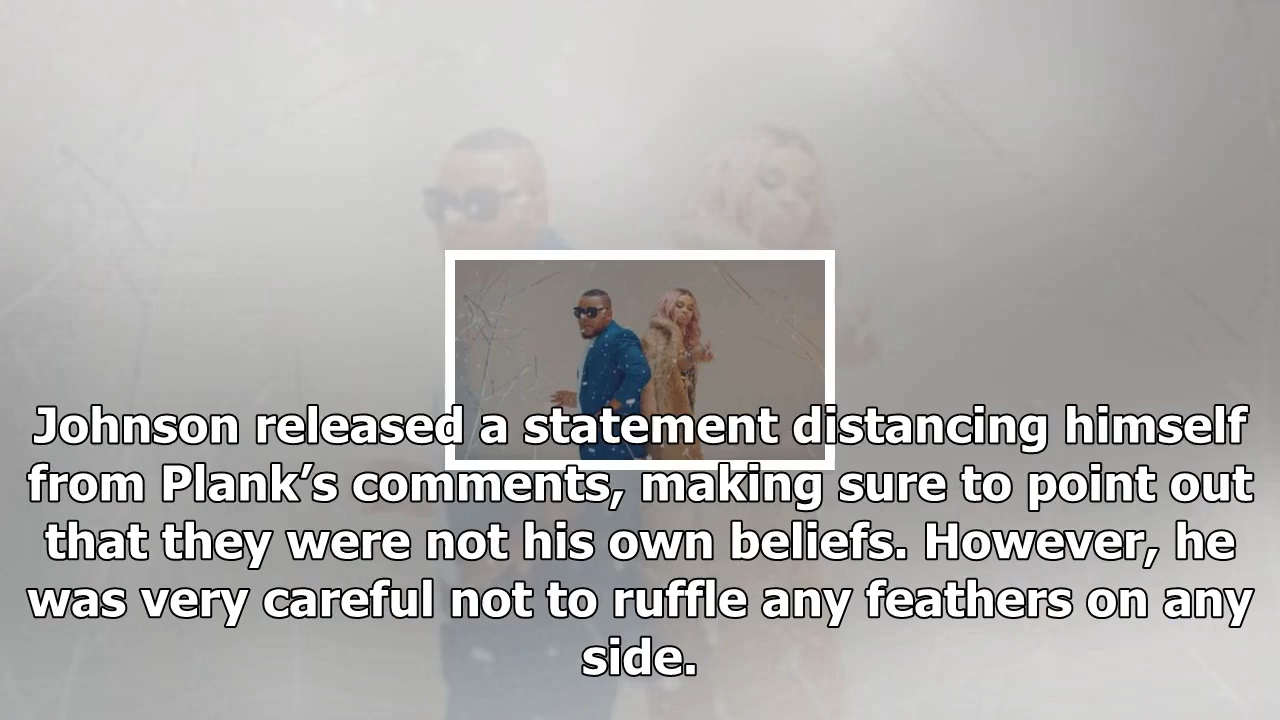 Johnson released a statement distancing himself
from Plank’s comments, making sure to point out
that they were not his own beliefs. However, he
was very careful not to ruffle any feathers on any
side.